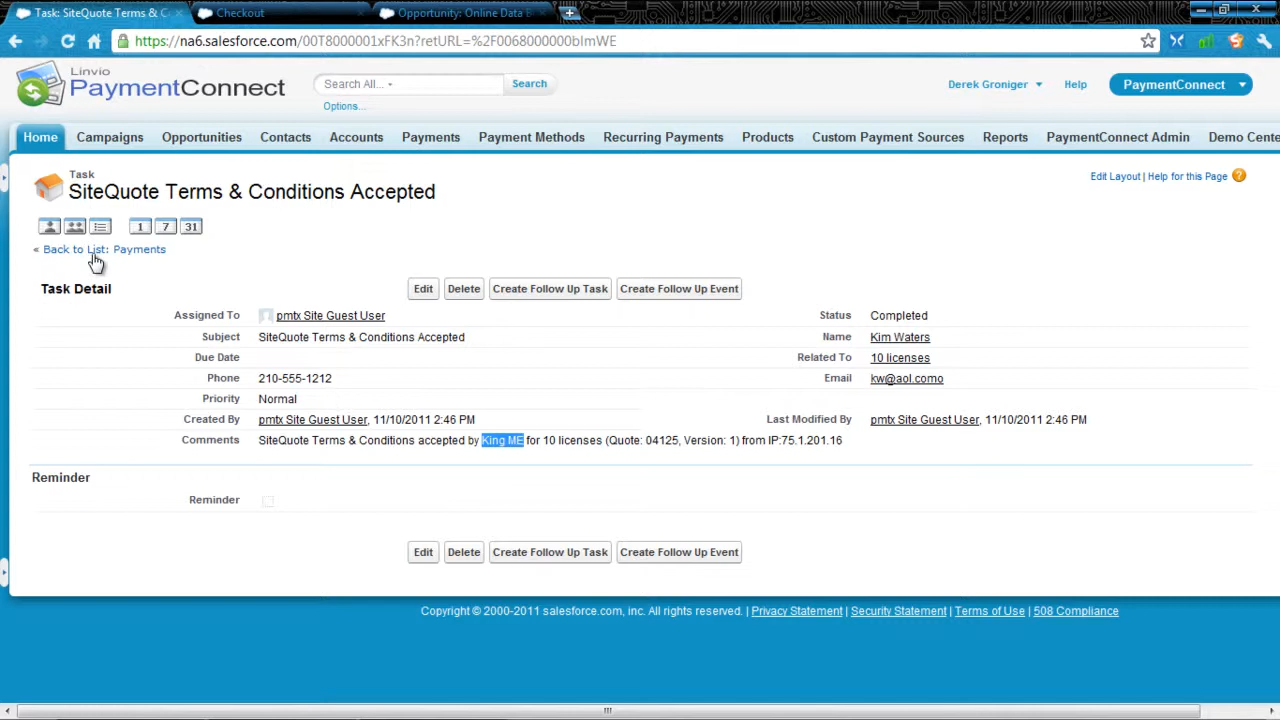 Task: SiteQuote Terms & C
Checkout
Opportunity: Online Data B
https://na6.salesforce.com/00T8000001xFK3n?retURL=%2F0068000000bImWE
Linvio
PaymentConnect
Search All...
Search
Options...
Derek Groniger
Help
PaymentConnect
Home
Campaigns
Opportunities
Contacts
Accounts
Payments
Payment Methods
Recurring Payments
Products
Custom Payment Sources
Reports
PaymentConnect Admin
Demo Cente
Task
SiteQuote Terms & Conditions Accepted
Edit Layout | Help for this Page ?
1 7 31
« Back to List: Payments
Task Detail
Edit
Delete
Create Follow Up Task
Create Follow Up Event
Assigned To pmtx Site Guest User
Status Completed
Subject SiteQuote Terms & Conditions Accepted
Name Kim Waters
Due Date
Related To 10 licenses
Phone 210-555-1212
Email kw@aol.como
Priority Normal
Created By pmtx Site Guest User, 11/10/2011 2:46 PM
Last Modified By pmtx Site Guest User, 11/10/2011 2:46 PM
Comments SiteQuote Terms & Conditions accepted by King ME for 10 licenses (Quote: 04125, Version: 1) from IP:75.1.201.16
Reminder
Reminder
Edit
Delete
Create Follow Up Task
Create Follow Up Event
Copyright © 2000-2011 salesforce.com, inc. All rights reserved. | Privacy Statement | Security Statement | Terms of Use | 508 Compliance